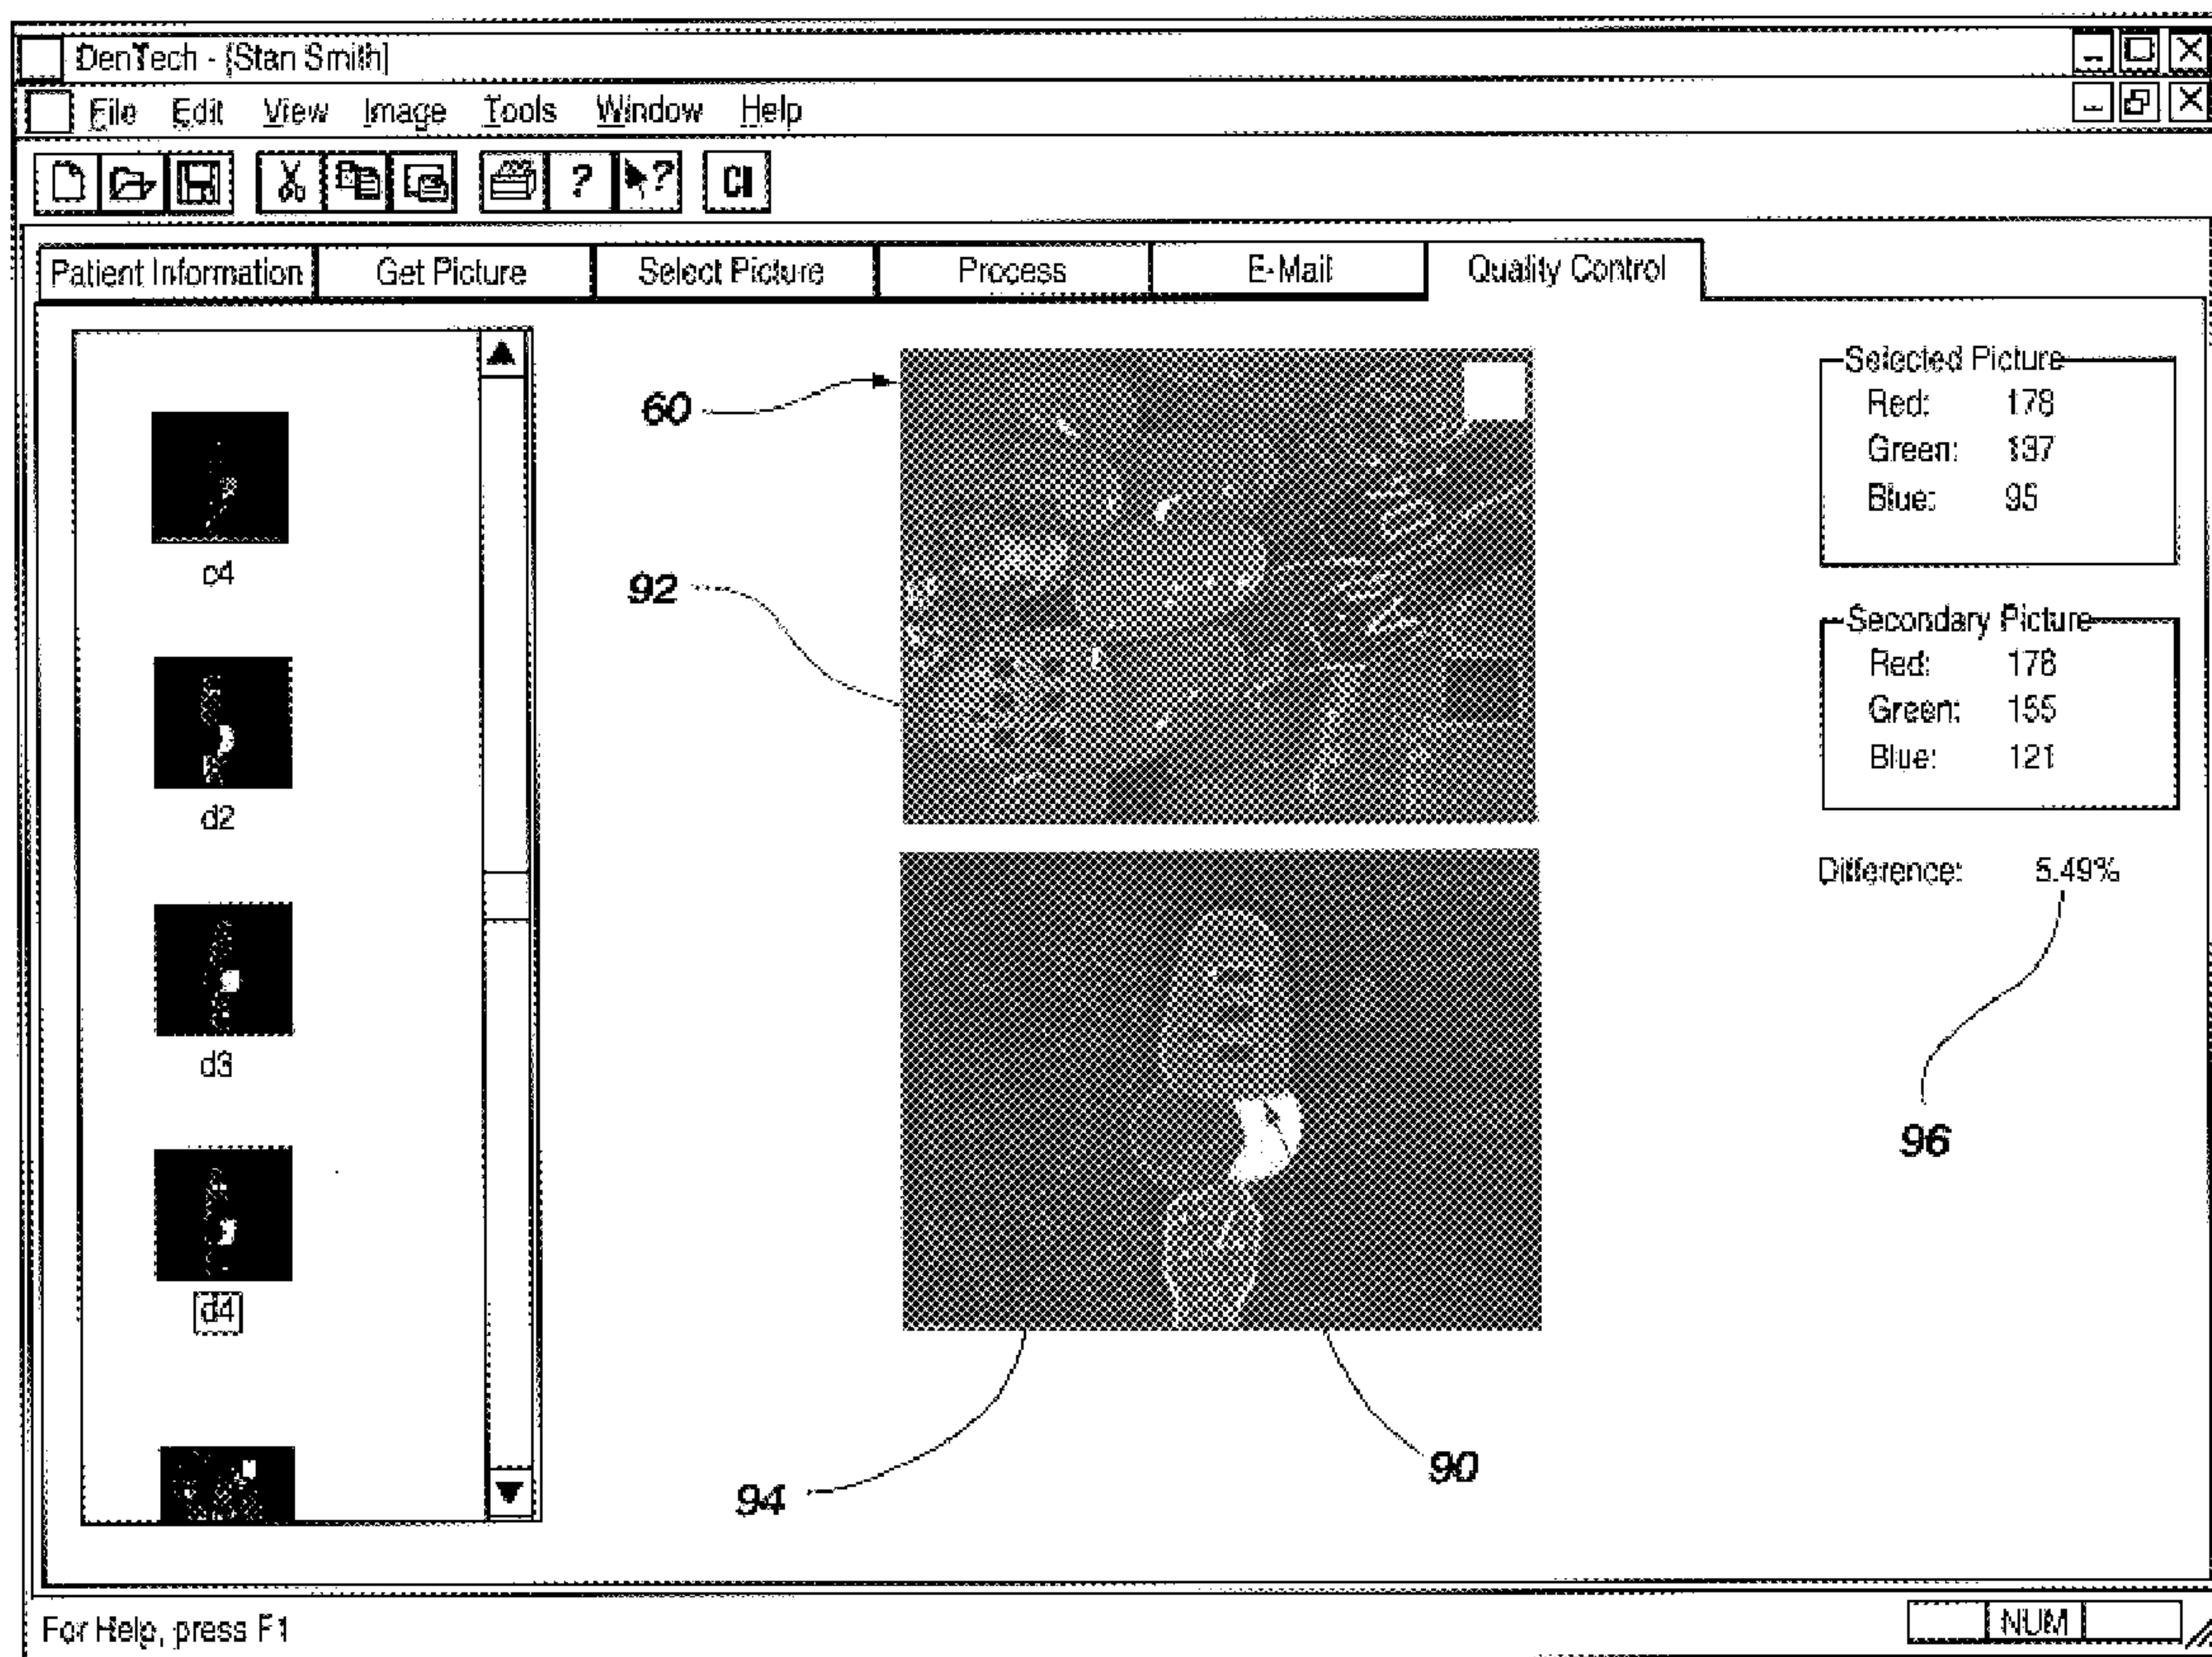 DenTech - [Stan Smith]
File Edit View Image Tools Window Help
? ? CI
Patient Information Get Picture Select Picture Process E-Mail Quality Control
c4
d2
d3
d4
60
92
94
90
Selected Picture
Red: 178
Green: 137
Blue: 95
Secondary Picture
Red: 176
Green: 155
Blue: 121
Difference: 5.49%
96
For Help, press F1
NUM